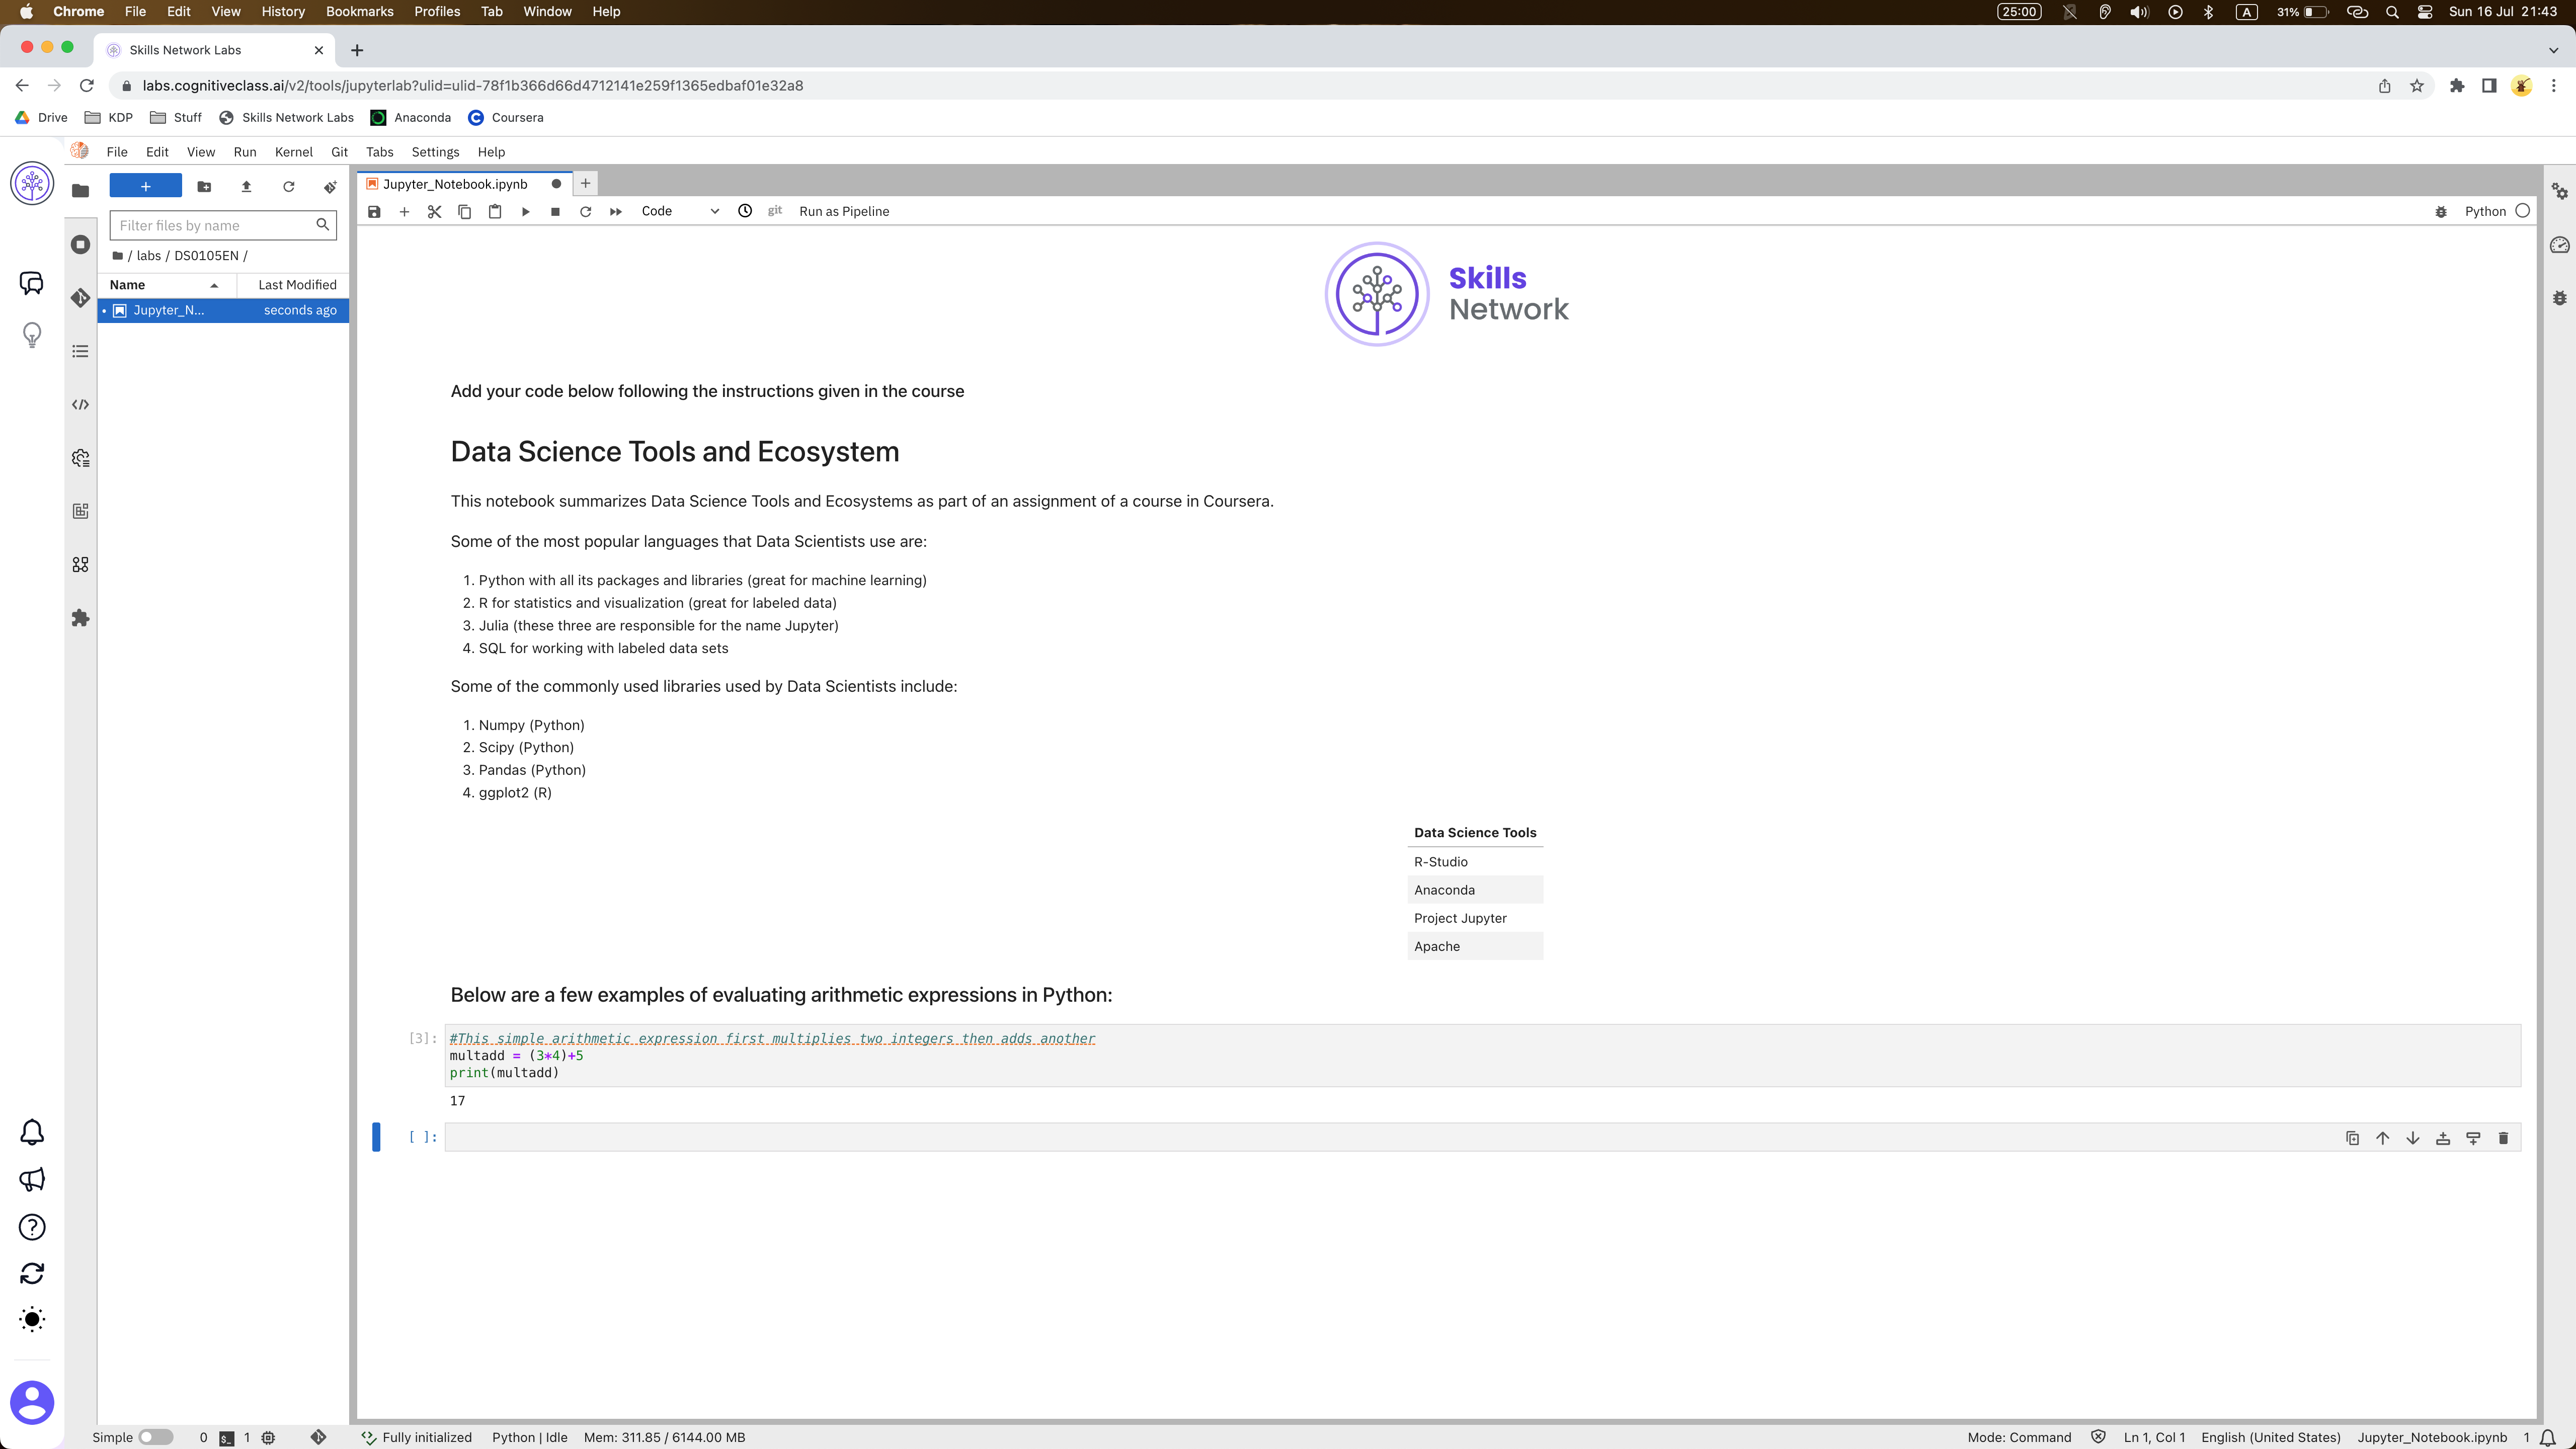 Chrome File Edit View History Bookmarks Profiles Tab Window Help 25:00 A 31% Sun 16 Jul 21:43
Skills Network Labs
labs.cognitiveclass.ai/v2/tools/jupyterlab?ulid=ulid-78f1b366d66d4712141e259f1365edbaf01e32a8
Drive KDP Stuff Skills Network Labs Anaconda Coursera
File Edit View Run Kernel Git Tabs Settings Help
Jupyter_Notebook.ipynb
Code git Run as Pipeline Python
Filter files by name
/ labs / DS0105EN /
Name Last Modified
Jupyter_N... seconds ago
Skills
Network
Add your code below following the instructions given in the course
Data Science Tools and Ecosystem
This notebook summarizes Data Science Tools and Ecosystems as part of an assignment of a course in Coursera.
Some of the most popular languages that Data Scientists use are:
1. Python with all its packages and libraries (great for machine learning)
2. R for statistics and visualization (great for labeled data)
3. Julia (these three are responsible for the name Jupyter)
4. SQL for working with labeled data sets
Some of the commonly used libraries used by Data Scientists include:
1. Numpy (Python)
2. Scipy (Python)
3. Pandas (Python)
4. ggplot2 (R)
Data Science Tools
R-Studio
Anaconda
Project Jupyter
Apache
Below are a few examples of evaluating arithmetic expressions in Python:
[3]: #This simple arithmetic expression first multiplies two integers then adds another
multadd = (3*4)+5
print(multadd)
17
[ ]:
Simple 0 $_ 1 Fully initialized Python | Idle Mem: 311.85 / 6144.00 MB Mode: Command Ln 1, Col 1 English (United States) Jupyter_Notebook.ipynb 1